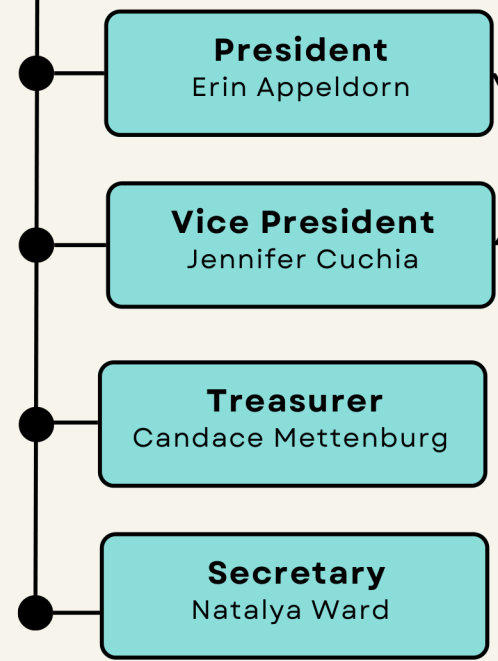 President
Erin Appeldorn
Vice President
Jennifer Cuchia
Treasurer
Candace Mettenburg
Secretary
Natalya Ward